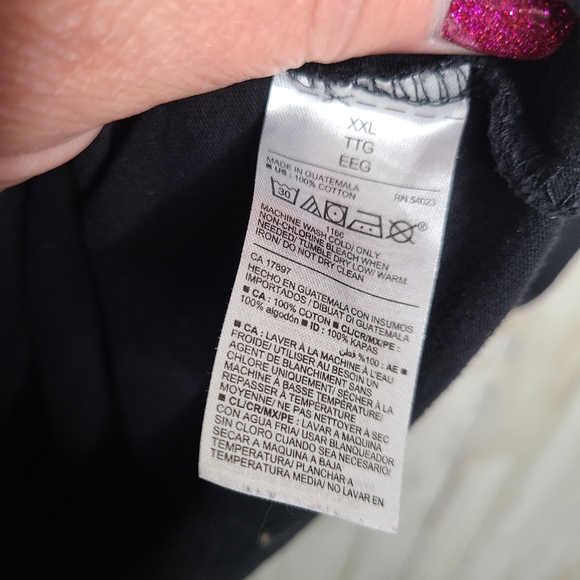 XXL
TTG
EEG
MADE IN GUATEMALA
■ US : 100% COTTON RN 54023
30
1166
MACHINE WASH COLD/ ONLY
NON-CHLORINE BLEACH WHEN
NEEDED/ TUMBLE DRY LOW/ WARM
IRON/ DO NOT DRY CLEAN
CA 17897
HECHO EN GUATEMALA CON INSUMOS
IMPORTADOS / DIBUAT DI GUATEMALA
■ CA : 100% COTON ■ CL/CR/MX/PE :
100% algodón ■ ID : 100% KAPAS
■ AE : 100% قطن
■ CA : LAVER À LA MACHINE À L'EAU
FROIDE/ UTILISER AU BESOIN UN
AGENT DE BLANCHIMENT SANS
CHLORE UNIQUEMENT/ SÉCHER À LA
MACHINE À BASSE TEMPÉRATURE/
REPASSER À TEMPÉRATURE
MOYENNE/ NE PAS NETTOYER À SEC
■ CL/CR/MX/PE : LAVAR A MAQUINA
CON AGUA FRIA/ USAR BLANQUEADOR
SIN CLORO CUANDO SEA NECESARIO/
SECAR A MAQUINA A BAJA
TEMPERATURA/ PLANCHAR A
TEMPERATURA MEDIA/ NO LAVAR EN